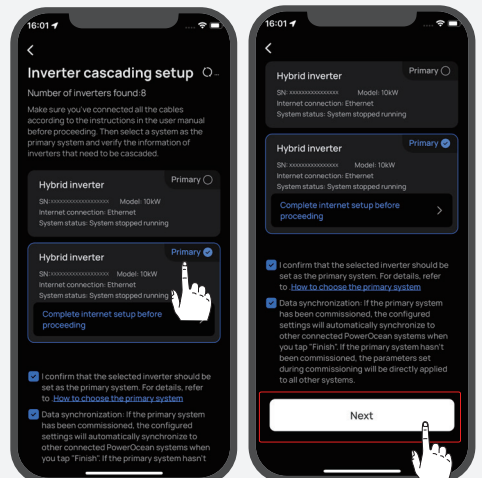 16:01
Inverter cascading setup
Number of inverters found:8
Make sure you've connected all the cables
according to the instructions in the user manual
before proceeding. Then select a system as the
primary system and verify the information of
inverters that need to be cascaded.
Primary
Hybrid inverter
SN:xxxxxxxxxxxxxxxxxxx Model: 10kW
Internet connection: Ethernet
System status: System stopped running
Primary
Hybrid inverter
SN:xxxxxxxxxxxxxxxxxxx Model: 10kW
Internet connection: Ethernet
System status: System stopped running
Complete internet setup before
proceeding
I confirm that the selected inverter should be
set as the primary system. For details, refer
to :How to choose the primary system
Data synchronization: If the primary system
has been commissioned, the configured
settings will automatically synchronize to
other connected PowerOcean systems when
you tap "Finish". If the primary system hasn't
16:01
Primary
Hybrid inverter
SN: xxxxxxxxxxxxxxxx Model: 10kW
Internet connection: Ethernet
System status: System stopped running
Primary
Hybrid inverter
SN: xxxxxxxxxxxxxxxx Model: 10kW
Internet connection: Ethernet
System status: System stopped running
Complete internet setup before
proceeding
I confirm that the selected inverter should be
set as the primary system. For details, refer
to :How to choose the primary system
Data synchronization: If the primary system
has been commissioned, the configured
settings will automatically synchronize to
other connected PowerOcean systems when
you tap "Finish". If the primary system hasn't
been commissioned, the parameters set
during commissioning will be directly applied
to all other systems.
Next